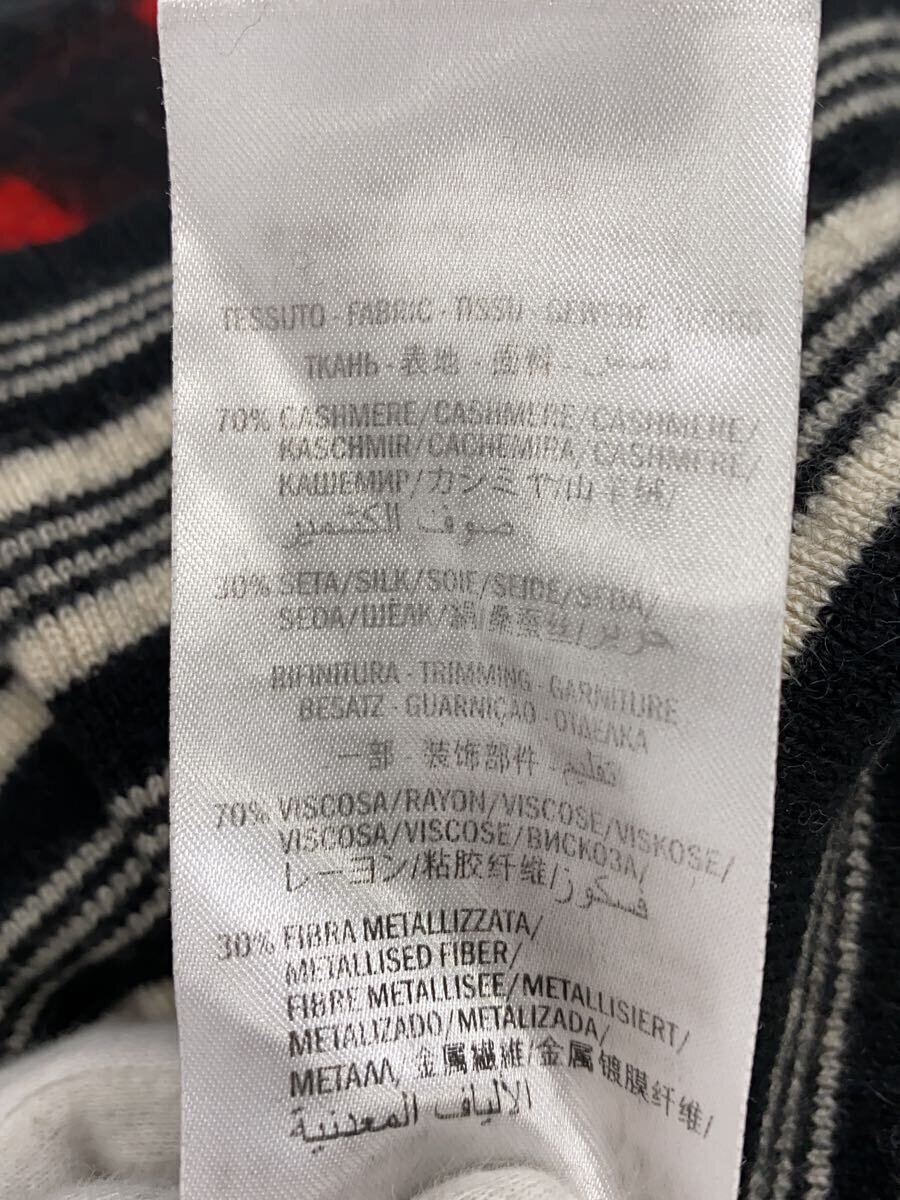 TESSUTO - FABRIC - TISSU - GEWEBE
ТКАНЬ - 表地 - 面料 -
70% CASHMERE/CASHMERE/CASHMERE/
KASCHMIR/CACHEMIRA/CASHMERE/
КАШЕМИР/カシミヤ/山羊绒/
صوف الكشمير
30% SETA/SILK/SOIE/SEIDE/SEDA/
SEDA/ШЁЛК/絹/桑蚕丝/حرير
RIFINITURA - TRIMMING - GARNITURE
BESATZ - GUARNIÇAO - ОТДЕЛКА
一部 - 装饰部件 - تقليم
70% VISCOSA/RAYON/VISCOSE/VISKOSE/
VISCOSA/VISCOSE/ВИСКОЗА/
レーヨン/粘胶纤维/فسكوز
30% FIBRA METALLIZZATA/
METALLISED FIBER/
FIBRE METALLISEE/METALLISIERT/
METALIZADO/METALIZADA/
МЕТАЛЛ, 金属繊維/金属镀膜纤维/
الألياف المعدنية